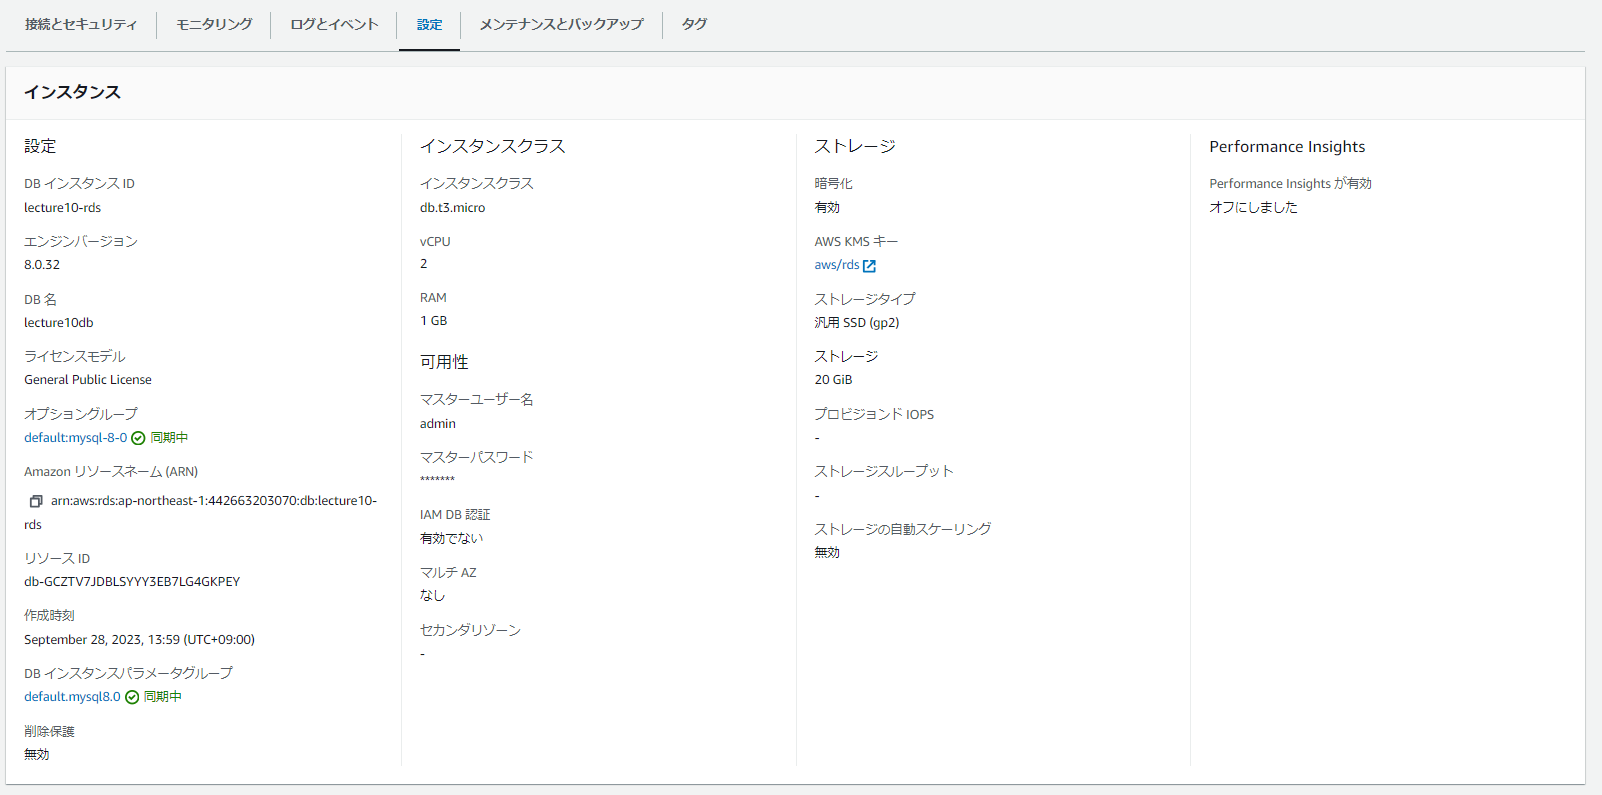 接続とセキュリティ
モニタリング
ログとイベント
設定
メンテナンスとバックアップ
タグ
インスタンス
設定
DB インスタンス ID
lecture10-rds
エンジンバージョン
8.0.32
DB 名
lecture10db
ライセンスモデル
General Public License
オプショングループ
default:mysql-8-0 同期中
Amazon リソースネーム (ARN)
arn:aws:rds:ap-northeast-1:442663203070:db:lecture10-
rds
リソース ID
db-GCZTV7JDBLSYYY3EB7LG4GKPEY
作成時刻
September 28, 2023, 13:59 (UTC+09:00)
DB インスタンスパラメータグループ
default.mysql8.0 同期中
削除保護
無効
インスタンスクラス
インスタンスクラス
db.t3.micro
vCPU
2
RAM
1 GB
可用性
マスターユーザー名
admin
マスターパスワード
*******
IAM DB 認証
有効でない
マルチ AZ
なし
セカンダリゾーン
-
ストレージ
暗号化
有効
AWS KMS キー
aws/rds
ストレージタイプ
汎用 SSD (gp2)
ストレージ
20 GiB
プロビジョンド IOPS
-
ストレージスループット
-
ストレージの自動スケーリング
無効
Performance Insights
Performance Insights が有効
オフにしました